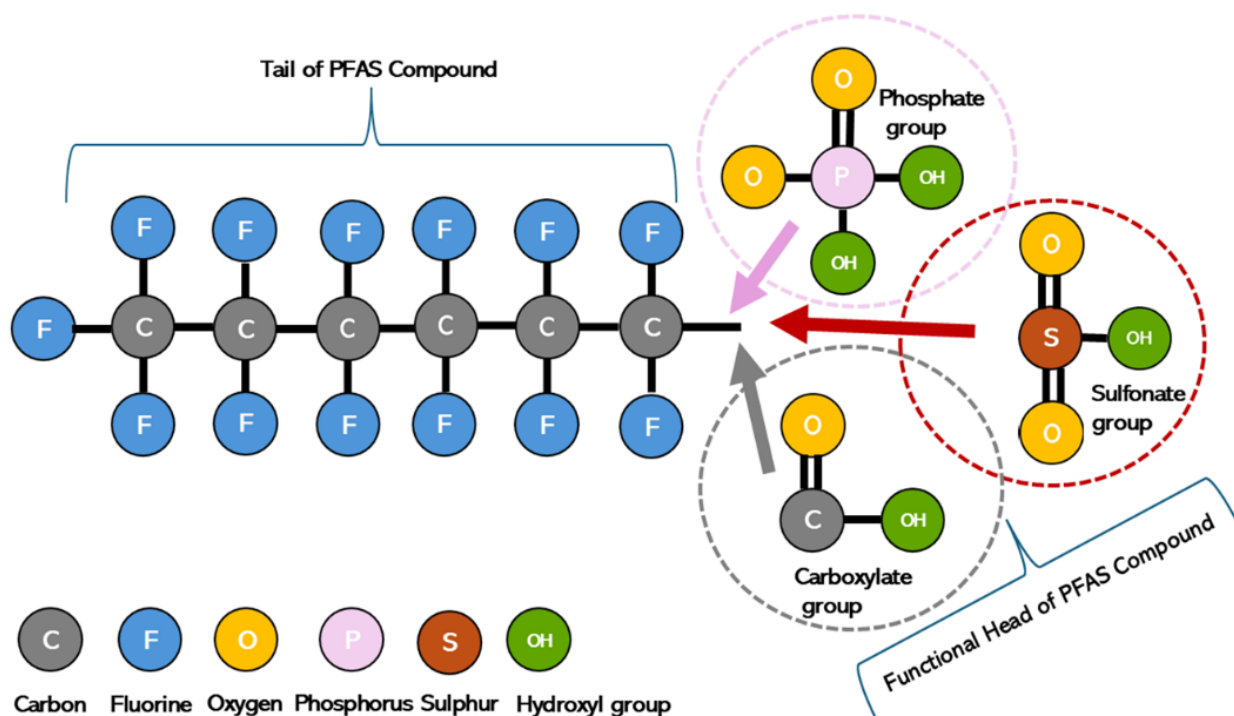 Tail of PFAS Compound
O
Phosphate
group
O P OH
OH
F F F F F F
F C C C C C C
F F F F F F
O
S OH
Sulfonate
group
O
O
C OH
Carboxylate
group
Functional Head of PFAS Compound
C F O P S OH
Carbon Fluorine Oxygen Phosphorus Sulphur Hydroxyl group